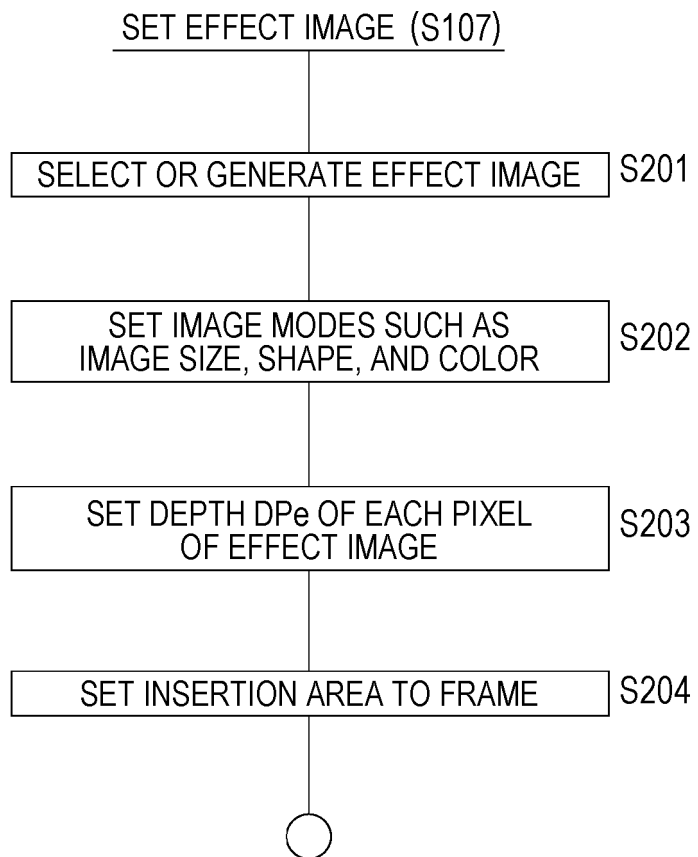 SET EFFECT IMAGE (S107)
SELECT OR GENERATE EFFECT IMAGE S201
SET IMAGE MODES SUCH AS
IMAGE SIZE, SHAPE, AND COLOR
S202
SET DEPTH DPe OF EACH PIXEL
OF EFFECT IMAGE
S203
SET INSERTION AREA TO FRAME S204